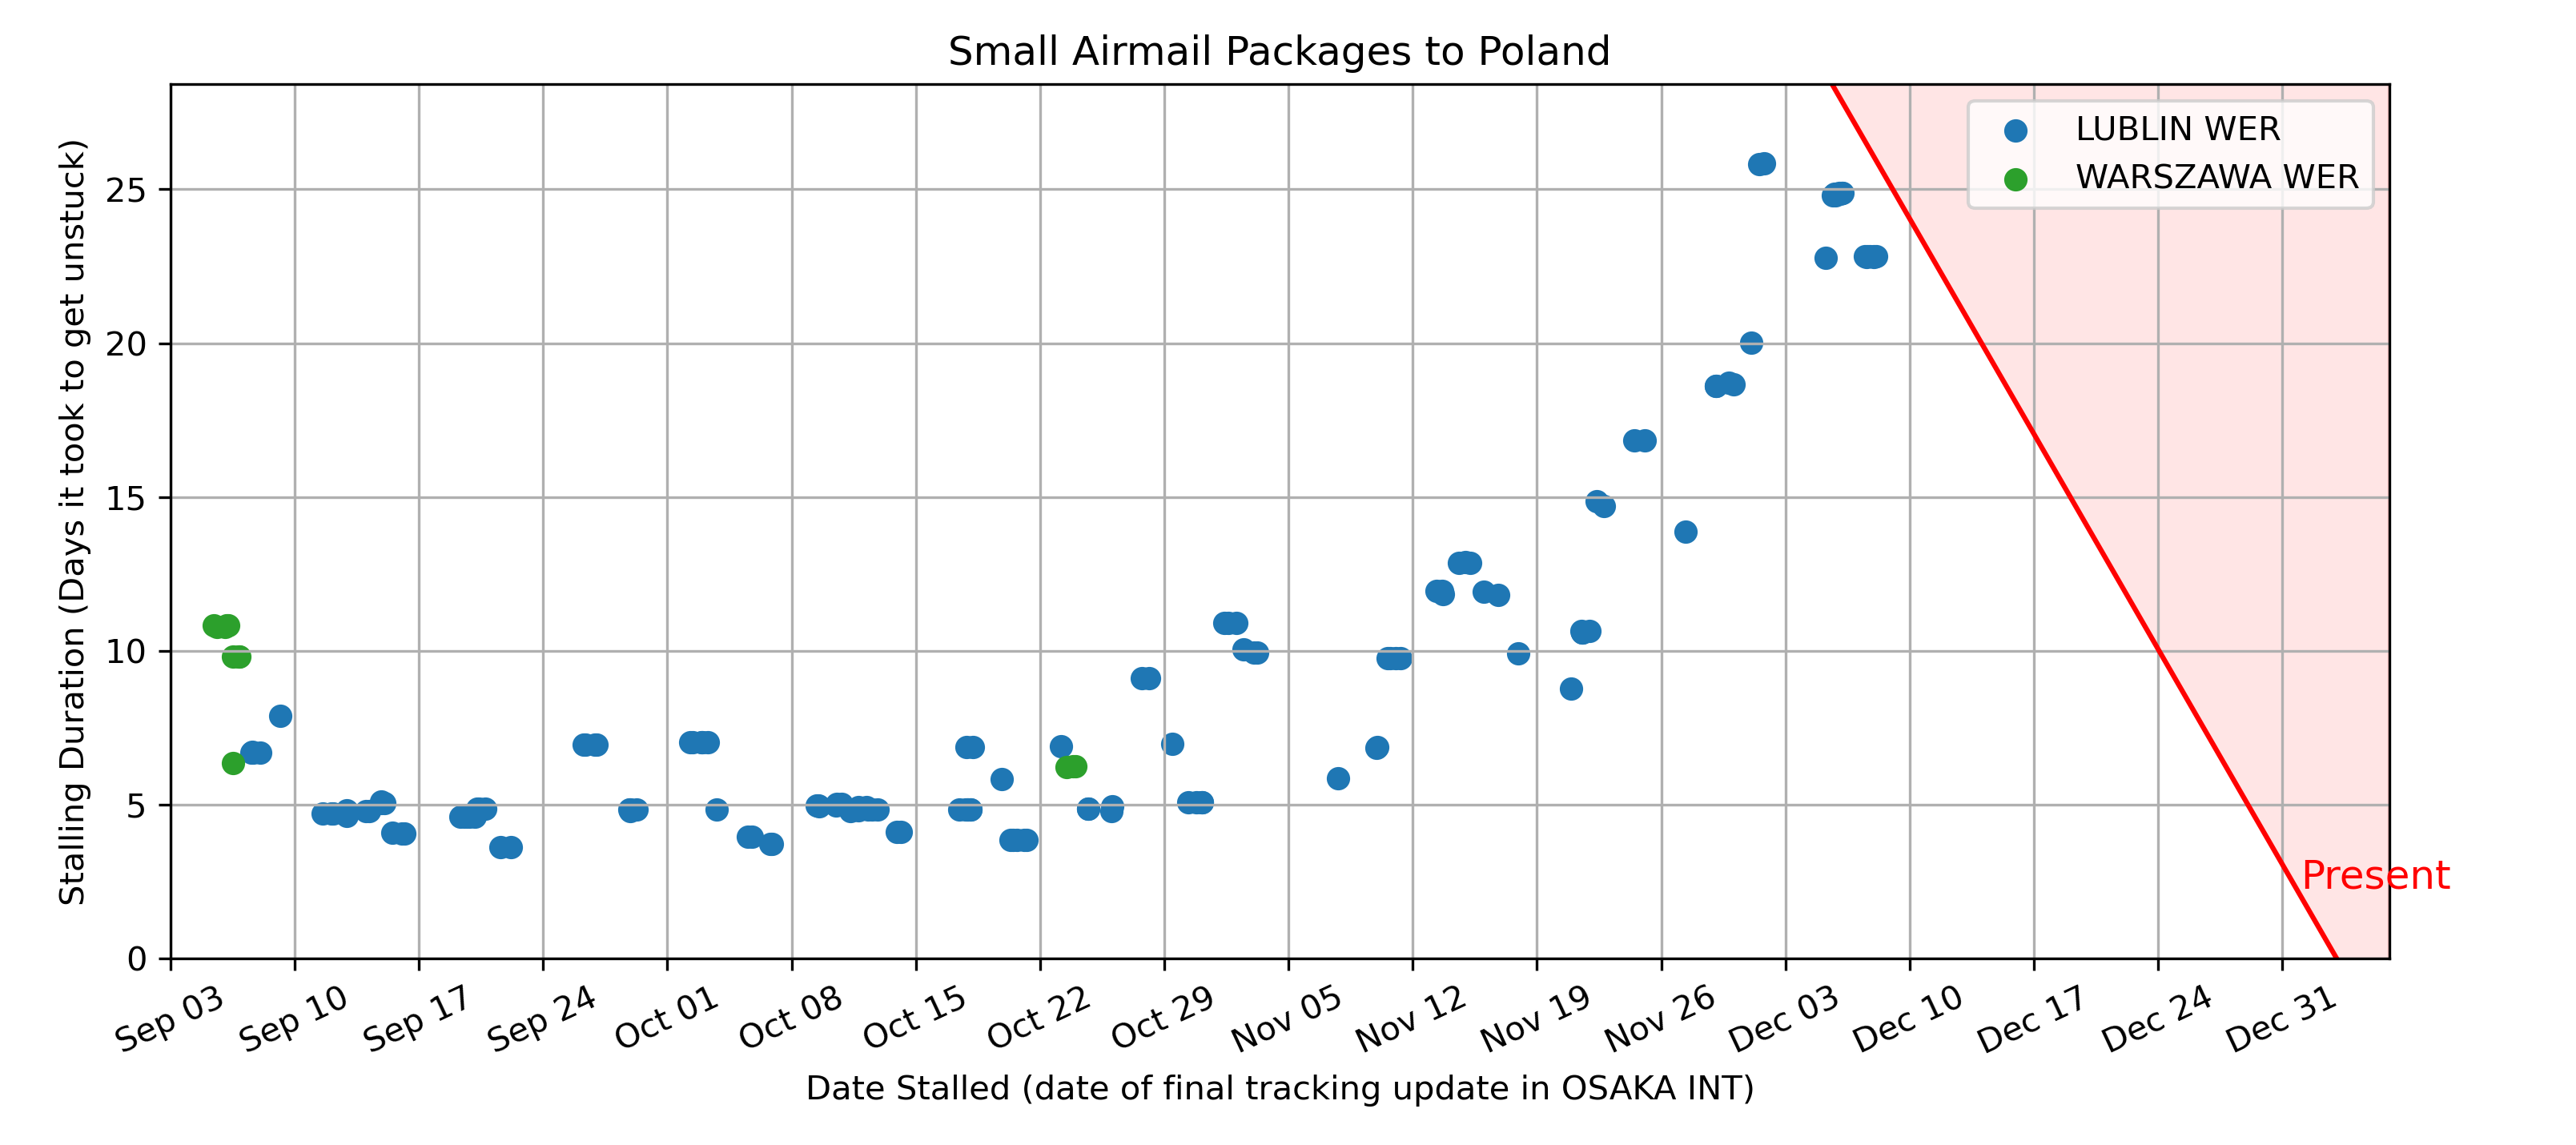 Small Airmail Packages to Poland
LUBLIN WER
WARSZAWA WER
Stalling Duration (Days it took to get unstuck)
25
20
15
10
5
0
Present
Sep 03
Sep 10
Sep 17
Sep 24
Oct 01
Oct 08
Oct 15
Oct 22
Oct 29
Nov 05
Nov 12
Nov 19
Nov 26
Dec 03
Dec 10
Dec 17
Dec 24
Dec 31
Date Stalled (date of final tracking update in OSAKA INT)